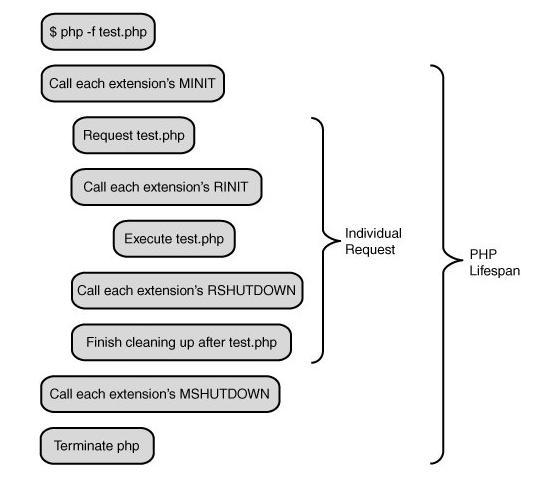 $ php -f test.php
Call each extension’s MINIT
Request test.php
Call each extension’s RINIT
Execute test.php
Individual
Request
PHP
Lifespan
Call each extension’s RSHUTDOWN
Finish cleaning up after test.php
Call each extension’s MSHUTDOWN
Terminate php